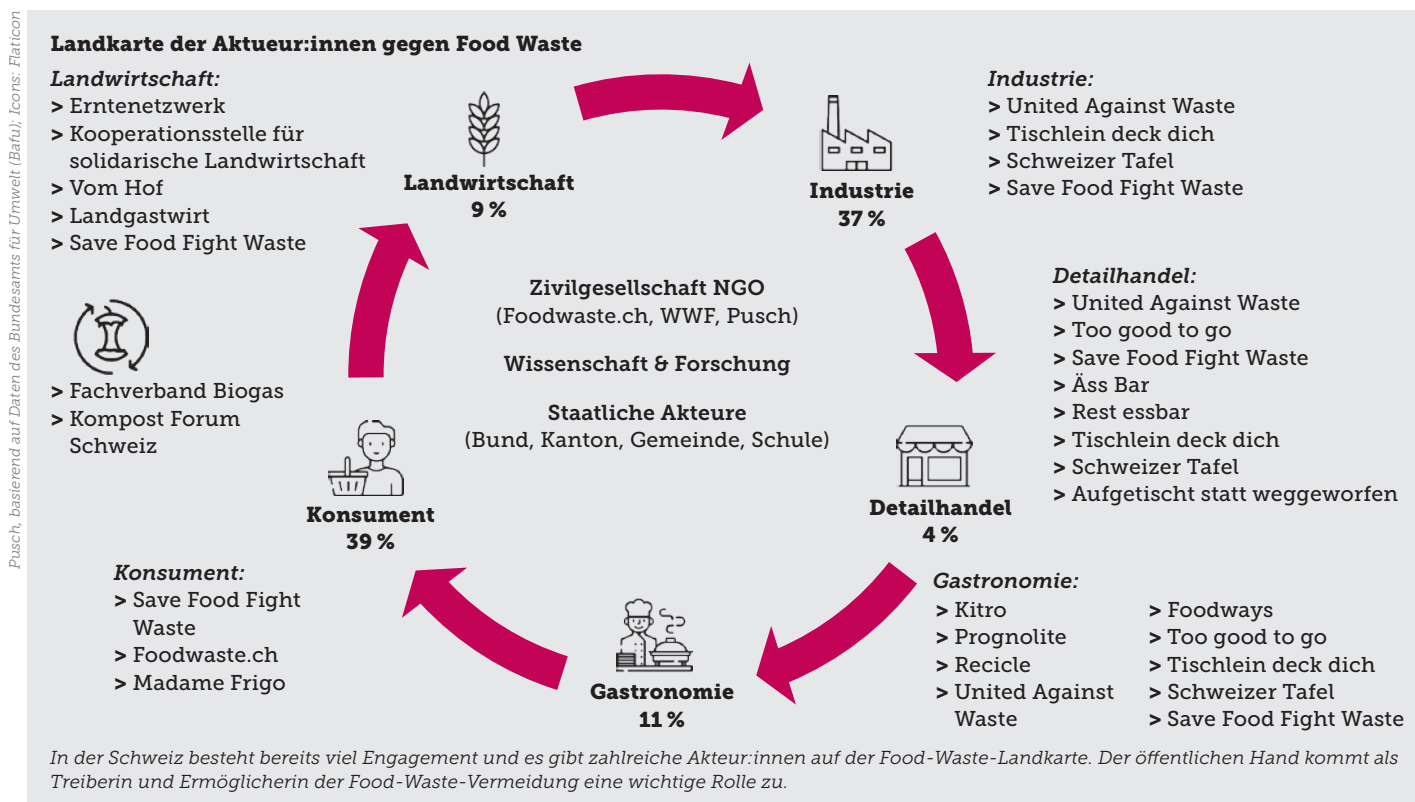 Pusch, basierend auf Daten des Bundesamts für Umwelt (Bafu); Icons: Flaticon
Landkarte der Aktueur:innen gegen Food Waste
Landwirtschaft:
> Erntenetzwerk
> Kooperationsstelle für
solidarische Landwirtschaft
> Vom Hof
> Landgastwirt
> Save Food Fight Waste
Landwirtschaft
9 %
Industrie
37 %
Industrie:
> United Against Waste
> Tischlein deck dich
> Schweizer Tafel
> Save Food Fight Waste
Zivilgesellschaft NGO
(Foodwaste.ch, WWF, Pusch)
Wissenschaft & Forschung
Staatliche Akteure
(Bund, Kanton, Gemeinde, Schule)
Detailhandel:
> United Against Waste
> Too good to go
> Save Food Fight Waste
> Äss Bar
> Rest essbar
> Tischlein deck dich
> Schweizer Tafel
> Aufgetischt statt weggeworfen
> Fachverband Biogas
> Kompost Forum
Schweiz
Konsument
39 %
Detailhandel
4 %
Konsument:
> Save Food Fight
Waste
> Foodwaste.ch
> Madame Frigo
Gastronomie
11 %
Gastronomie:
> Kitro
> Prognolite
> Recicle
> United Against
Waste
> Foodways
> Too good to go
> Tischlein deck dich
> Schweizer Tafel
> Save Food Fight Waste
In der Schweiz besteht bereits viel Engagement und es gibt zahlreiche Akteur:innen auf der Food-Waste-Landkarte. Der öffentlichen Hand kommt als
Treiberin und Ermöglicherin der Food-Waste-Vermeidung eine wichtige Rolle zu.